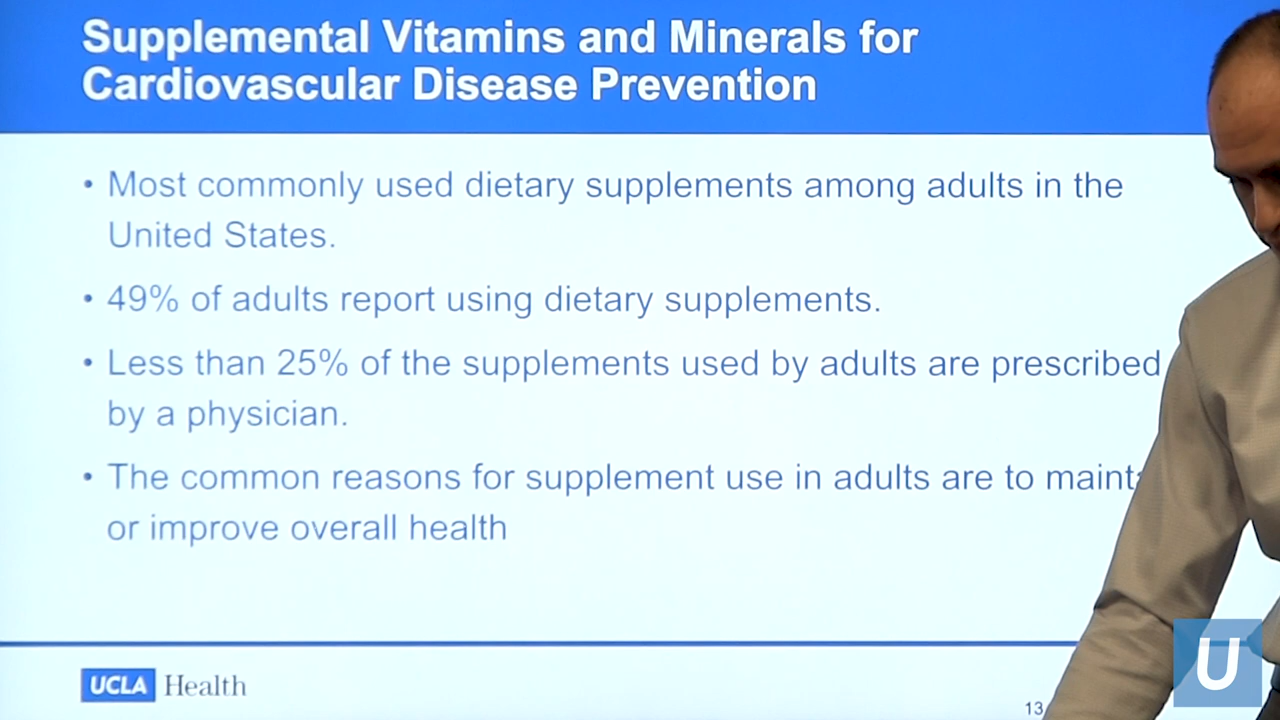 Supplemental Vitamins and Minerals for
Cardiovascular Disease Prevention
• Most commonly used dietary supplements among adults in the
United States.
• 49% of adults report using dietary supplements.
• Less than 25% of the supplements used by adults are prescribed
by a physician.
• The common reasons for supplement use in adults are to
or improve overall health
UCLA Health
13
U